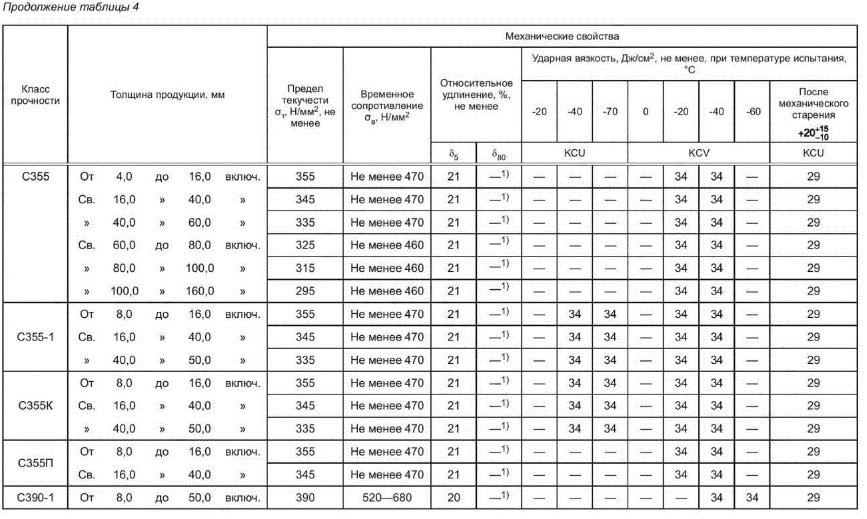 Продолжение таблицы 4
Класс прочности
Толщина продукции, мм
Механические свойства
Предел текучести σт, Н/мм², не менее
Временное сопротивление σв, Н/мм²
Относительное удлинение, %, не менее
Ударная вязкость, Дж/см², не менее, при температуре испытания, °С
-20 -40 -70 0 -20 -40 -60 После механического старения +20+15−10
δ5 δ80 KCU KCV KCU
С355 От 4,0 до 16,0 включ. 355 Не менее 470 21 —1) — — — — 34 34 — 29
Св. 16,0 » 40,0 » 345 Не менее 470 21 —1) — — — — 34 34 — 29
» 40,0 » 60,0 » 335 Не менее 470 21 —1) — — — — 34 34 — 29
Св. 60,0 до 80,0 включ. 325 Не менее 460 21 —1) — — — — 34 34 — 29
» 80,0 » 100,0 » 315 Не менее 460 21 —1) — — — — 34 34 — 29
» 100,0 » 160,0 » 295 Не менее 460 21 —1) — — — — 34 34 — 29
С355-1 От 8,0 до 16,0 включ. 355 Не менее 470 21 —1) — 34 34 — 34 34 — 29
Св. 16,0 » 40,0 » 345 Не менее 470 21 —1) — 34 34 — 34 34 — 29
» 40,0 » 50,0 » 335 Не менее 470 21 —1) — 34 34 — 34 34 — 29
С355К От 8,0 до 16,0 включ. 355 Не менее 470 21 —1) — 34 34 — 34 34 — 29
Св. 16,0 » 40,0 » 345 Не менее 470 21 —1) — 34 34 — 34 34 — 29
» 40,0 » 50,0 » 335 Не менее 470 21 —1) — 34 34 — 34 34 — 29
С355П От 8,0 до 16,0 включ. 355 Не менее 470 21 —1) — — — — 34 34 — 29
Св. 16,0 » 40,0 » 345 Не менее 470 21 —1) — — — — 34 34 — 29
С390-1 От 8,0 до 50,0 включ. 390 520—680 20 —1) — — — — — 34 34 29